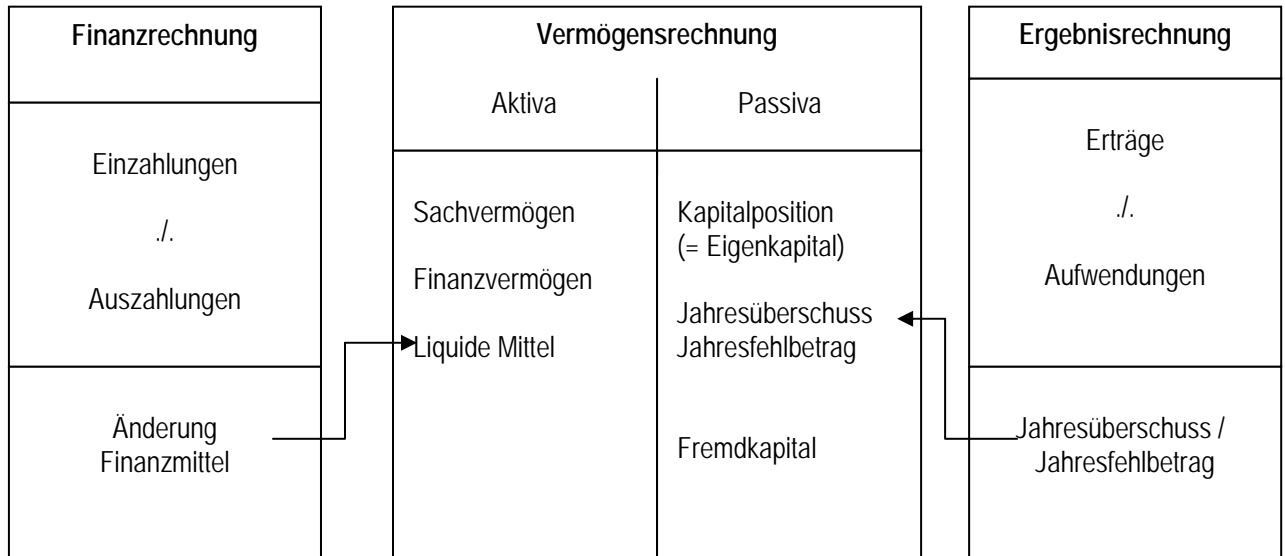 Finanzrechnung
Einzahlungen
./.
Auszahlungen
Änderung
Finanzmittel
Vermögensrechnung
Aktiva
Passiva
Sachvermögen
Finanzvermögen
Liquide Mittel
Kapitalposition
(= Eigenkapital)
Jahresüberschuss
Jahresfehlbetrag
Fremdkapital
Ergebnisrechnung
Erträge
./.
Aufwendungen
Jahresüberschuss /
Jahresfehlbetrag